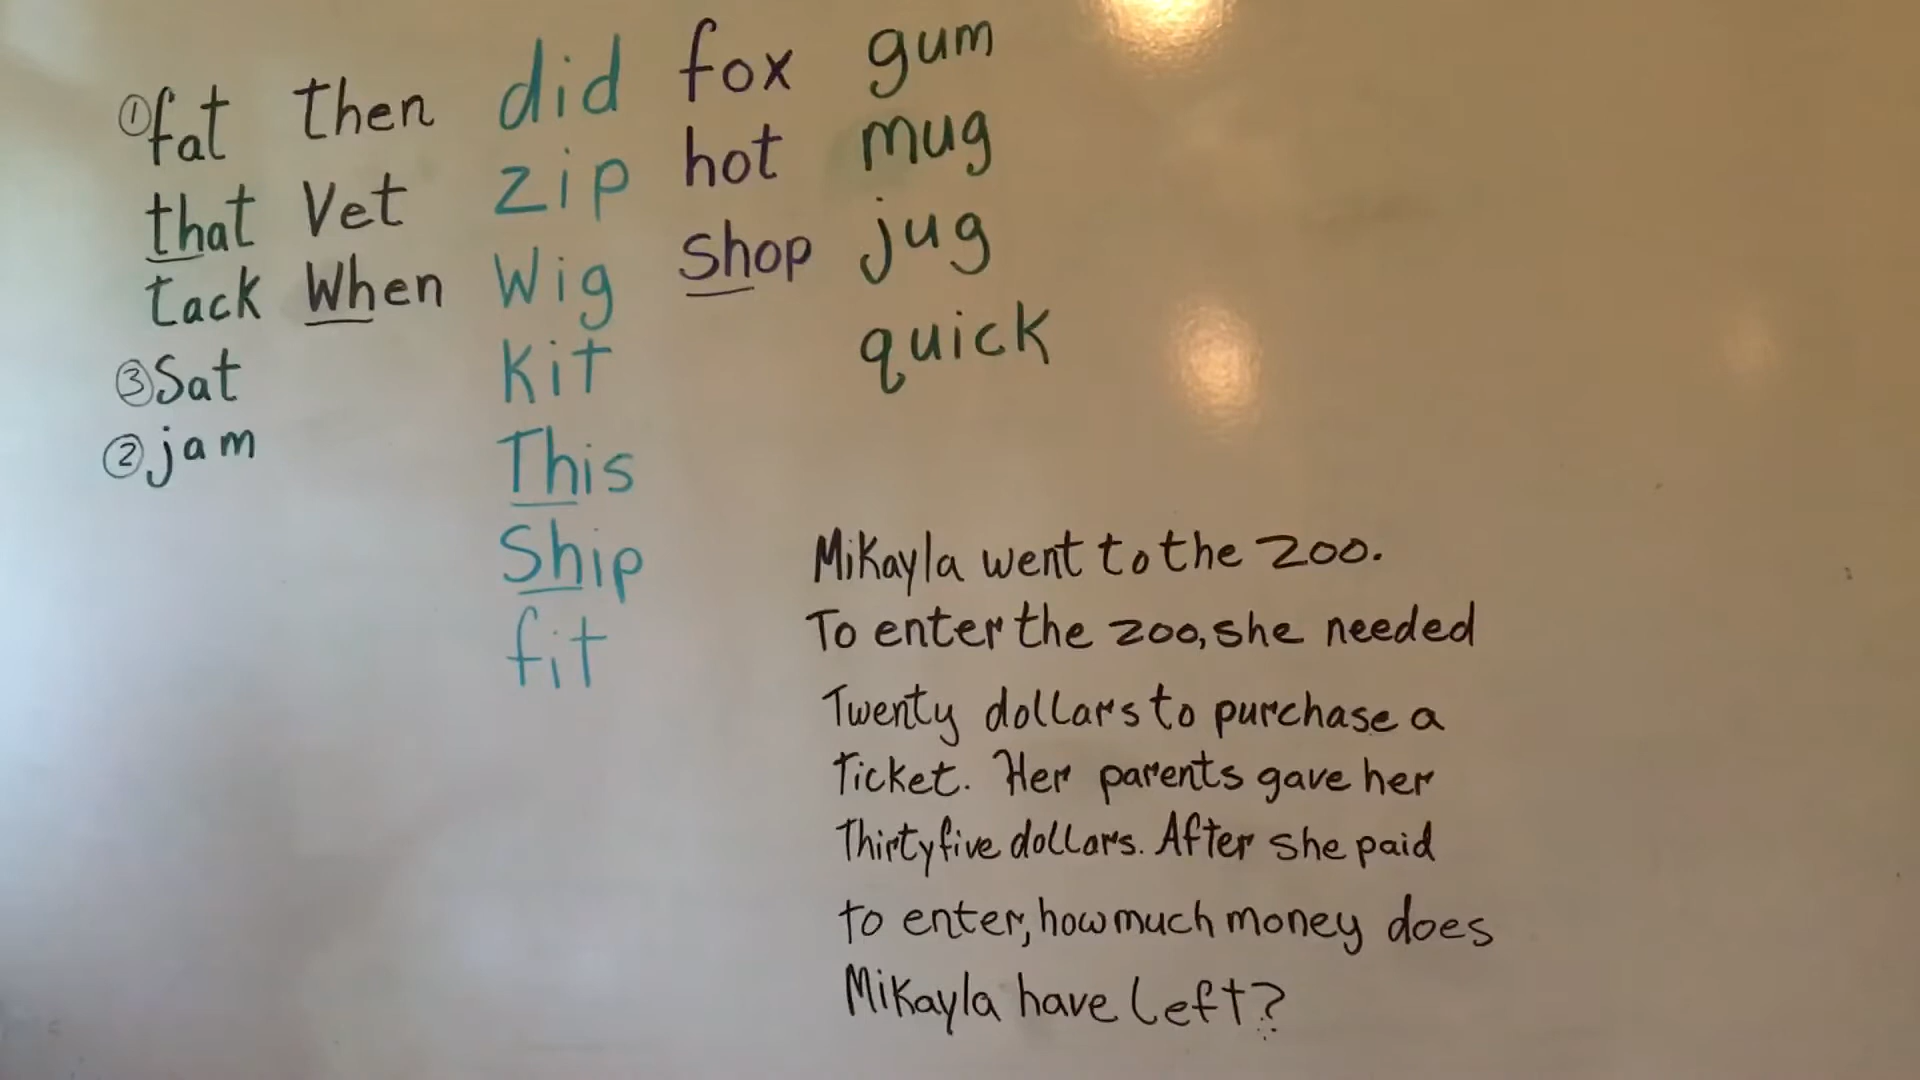 ①fat then did fox gum
that Vet zip hot mug
tack When Wig shop jug
③Sat Kit quick
②jam This
Ship
fit
Mikayla went to the zoo.
To enter the zoo, she needed
Twenty dollars to purchase a
Ticket. Her parents gave her
Thirtyfive dollars. After she paid
to enter, how much money does
Mikayla have left?